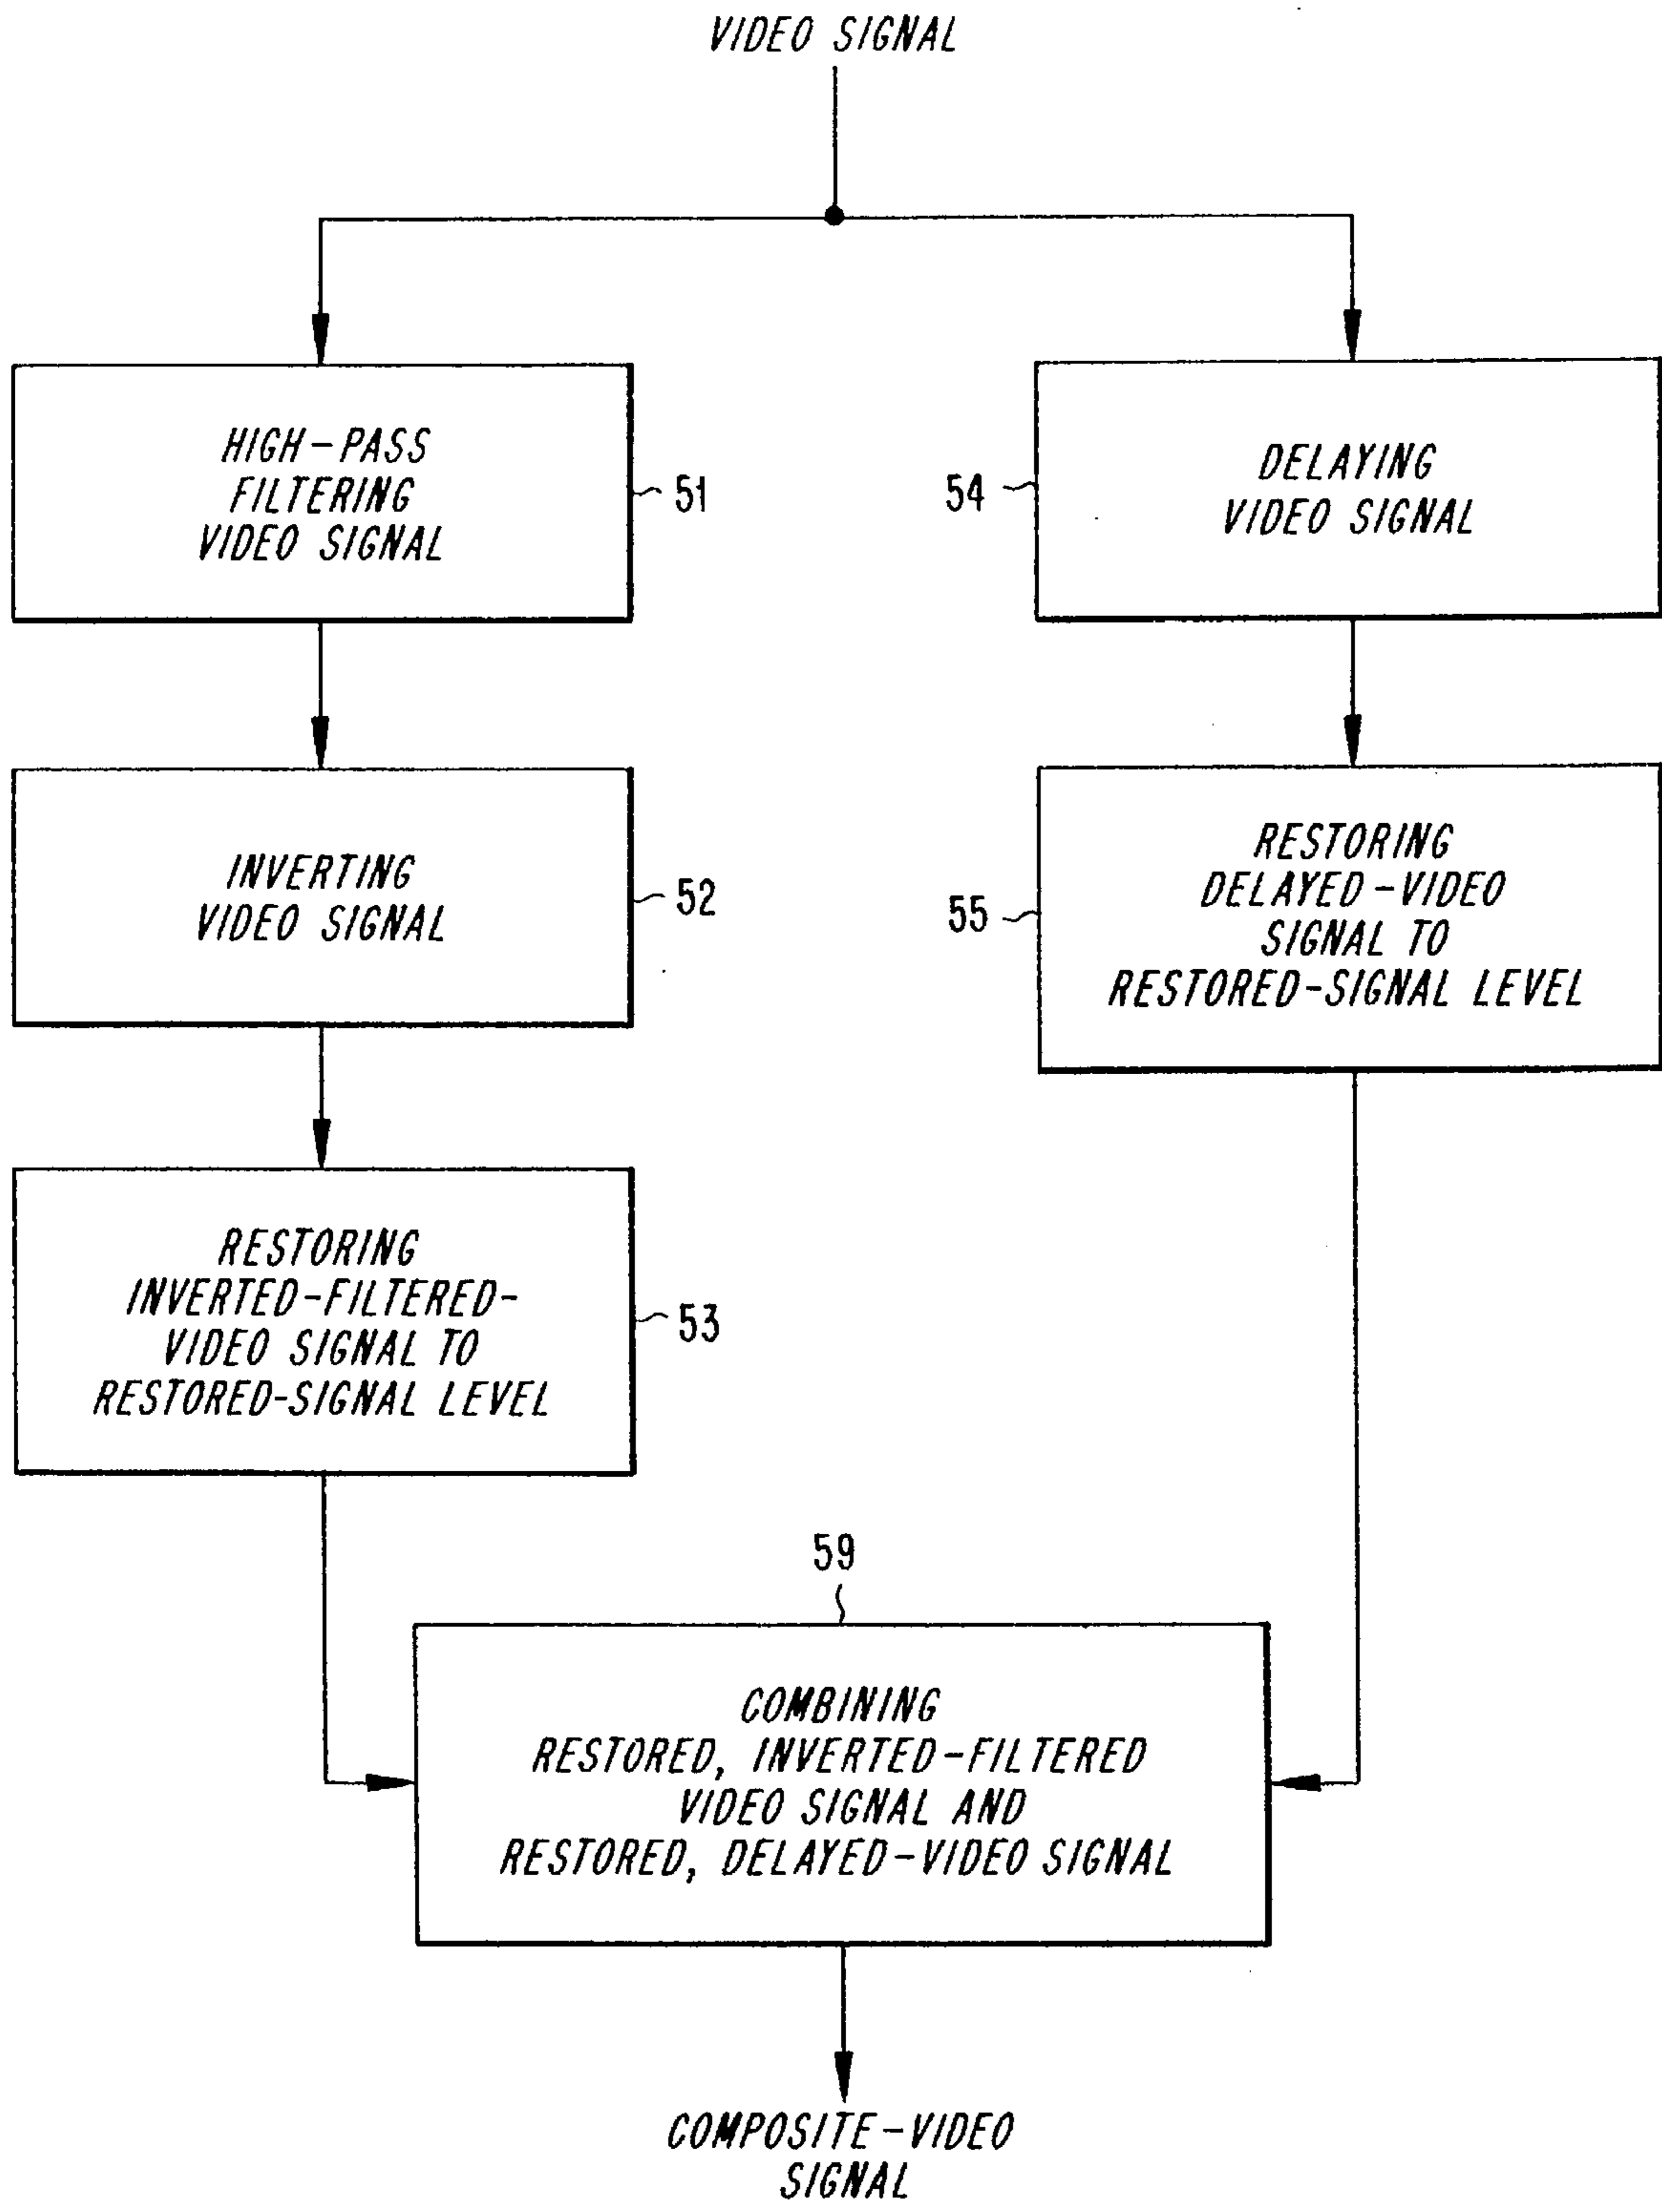 VIDEO SIGNAL
HIGH-PASS
FILTERING
VIDEO SIGNAL
51
DELAYING
VIDEO SIGNAL
54
INVERTING
VIDEO SIGNAL
52
RESTORING
DELAYED-VIDEO
SIGNAL TO
RESTORED-SIGNAL LEVEL
55
RESTORING
INVERTED-FILTERED-
VIDEO SIGNAL TO
RESTORED-SIGNAL LEVEL
53
59
COMBINING
RESTORED, INVERTED-FILTERED
VIDEO SIGNAL AND
RESTORED, DELAYED-VIDEO SIGNAL
COMPOSITE-VIDEO
SIGNAL